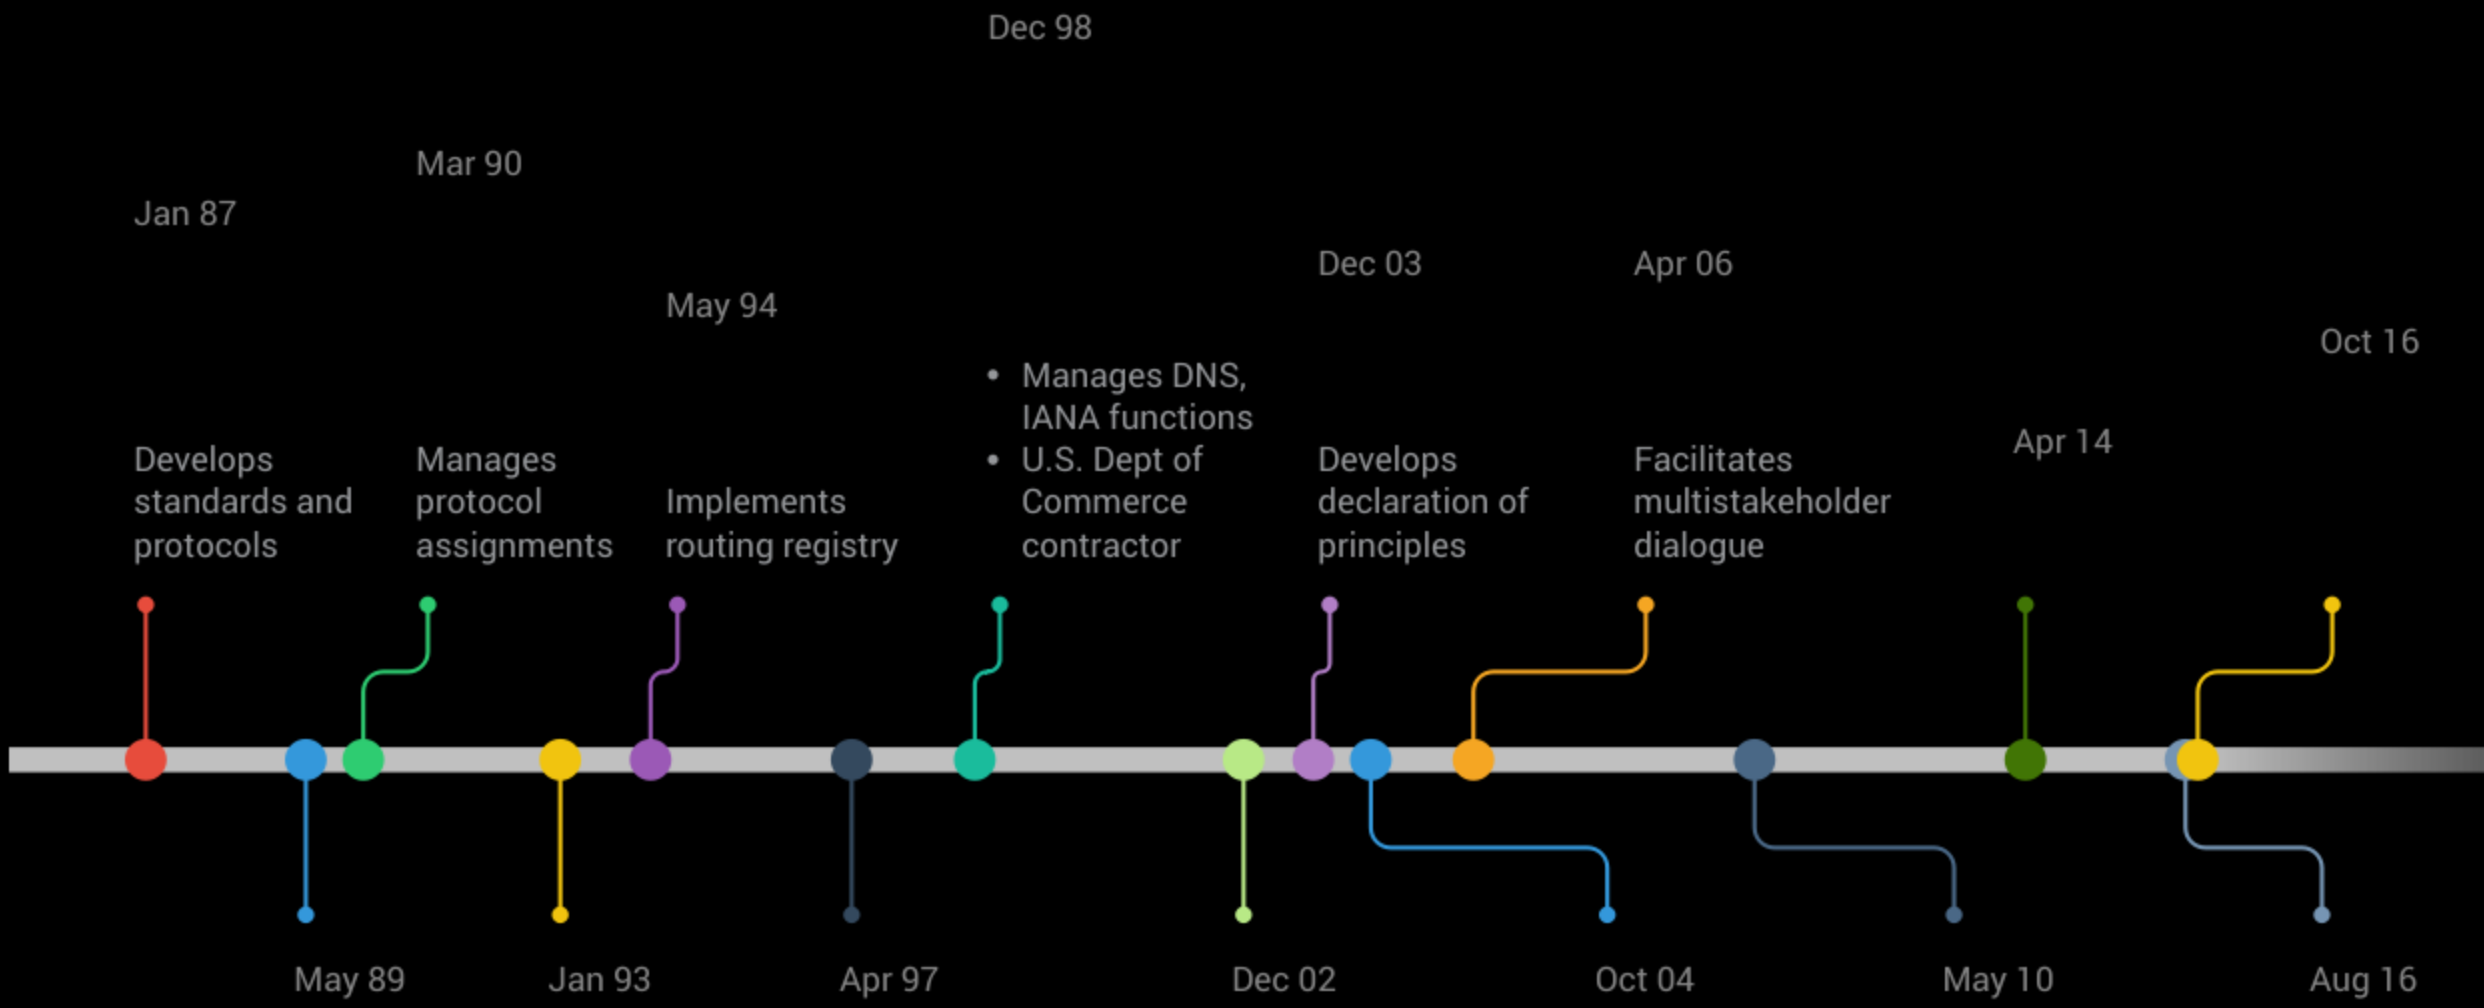 Dec 98
Mar 90
Jan 87
Dec 03
Apr 06
May 94
Oct 16
Apr 14
Develops
standards and
protocols
Manages
protocol
assignments
Implements
routing registry
• Manages DNS,
IANA functions
• U.S. Dept of
Commerce
contractor
Develops
declaration of
principles
Facilitates
multistakeholder
dialogue
May 89
Jan 93
Apr 97
Dec 02
Oct 04
May 10
Aug 16